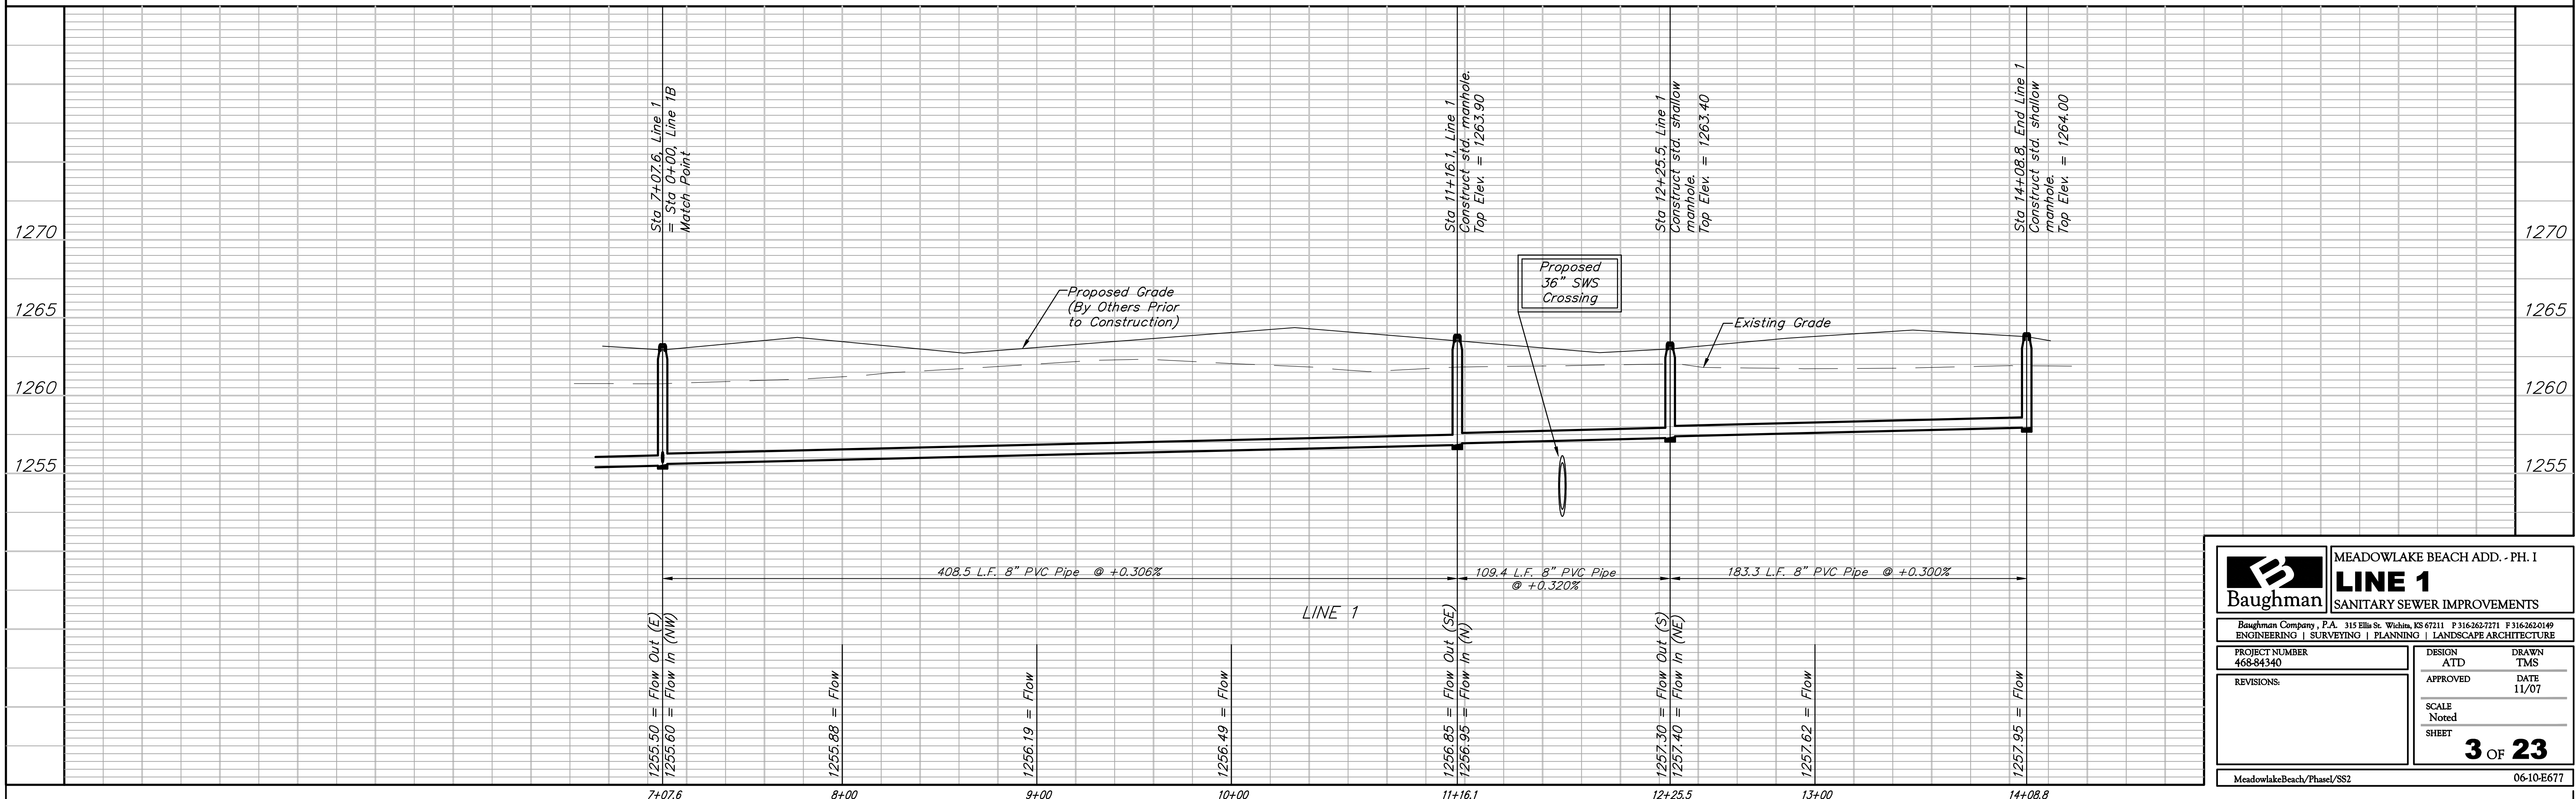 Sta 7+07.6, Line 1
= Sta 0+00, Line 1B
Match Point
Sta 11+16.1, Line 1
Construct std. manhole.
Top Elev. = 1263.90
Sta 12+25.5, Line 1
Construct std. shallow
manhole.
Top Elev. = 1263.40
Sta 14+08.8, End Line 1
Construct std. shallow
manhole.
Top Elev. = 1264.00
1270
1265
1260
1255
1270
1265
1260
1255
Proposed Grade
(By Others Prior
to Construction)
Proposed
36" SWS
Crossing
Existing Grade
408.5 L.F. 8" PVC Pipe @ +0.306%
109.4 L.F. 8" PVC Pipe
@ +0.320%
183.3 L.F. 8" PVC Pipe @ +0.300%
LINE 1
1255.50 = Flow Out (E)
1255.60 = Flow In (NW)
1255.88 = Flow
1256.19 = Flow
1256.49 = Flow
1256.85 = Flow Out (SE)
1256.95 = Flow In (N)
1257.30 = Flow Out (S)
1257.40 = Flow In (NE)
1257.62 = Flow
1257.95 = Flow
7+07.6
8+00
9+00
10+00
11+16.1
12+25.5
13+00
14+08.8
B
Baughman
MEADOWLAKE BEACH ADD. - PH. I
LINE 1
SANITARY SEWER IMPROVEMENTS
Baughman Company, P.A. 315 Ellis St. Wichita, KS 67211 P 316-262-7271 F 316-262-0149
ENGINEERING | SURVEYING | PLANNING | LANDSCAPE ARCHITECTURE
PROJECT NUMBER
468-84340
REVISIONS:
DESIGN
ATD
DRAWN
TMS
APPROVED
DATE
11/07
SCALE
Noted
SHEET
3 OF 23
MeadowlakeBeach/PhaseI/SS2
06-10-E677